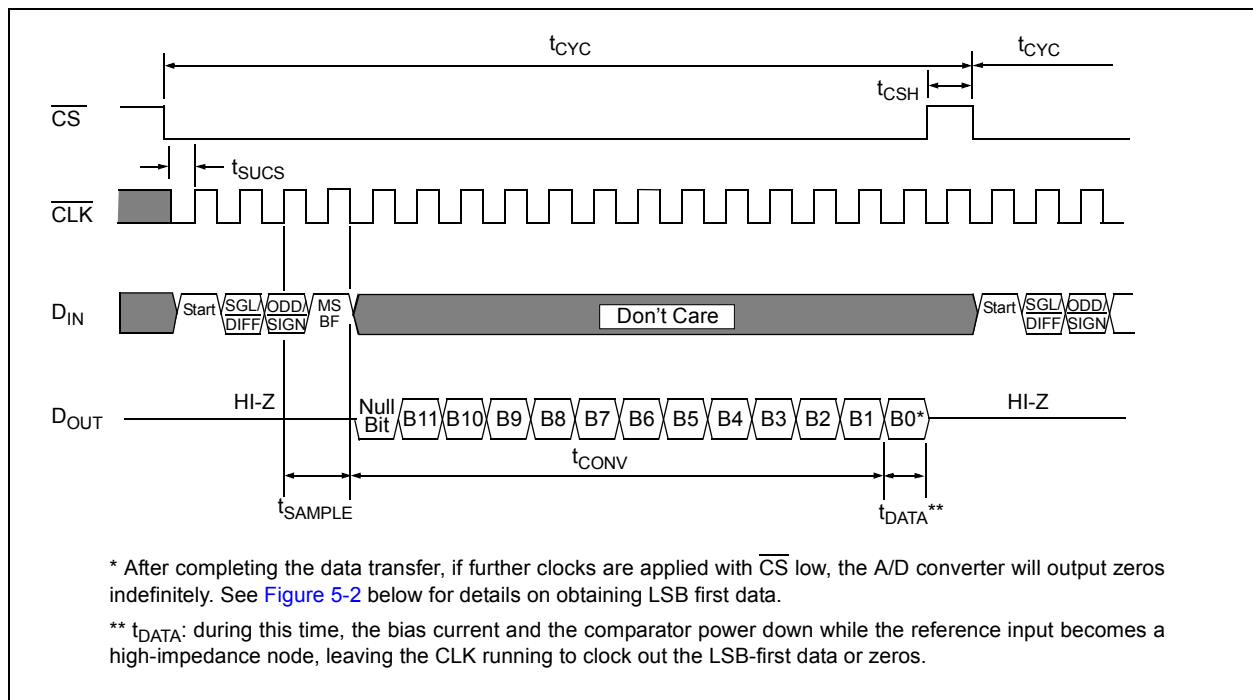 tCYC tCYC
tCSH
CS
tSUCS
CLK
DIN Start SGL/ DIFF ODD/ SIGN MS BF Don't Care Start SGL/ DIFF ODD/ SIGN
DOUT HI-Z Null Bit B11 B10 B9 B8 B7 B6 B5 B4 B3 B2 B1 B0* HI-Z
tCONV
tSAMPLE tDATA**
* After completing the data transfer, if further clocks are applied with CS low, the A/D converter will output zeros
indefinitely. See Figure 5-2 below for details on obtaining LSB first data.
** tDATA: during this time, the bias current and the comparator power down while the reference input becomes a
high-impedance node, leaving the CLK running to clock out the LSB-first data or zeros.